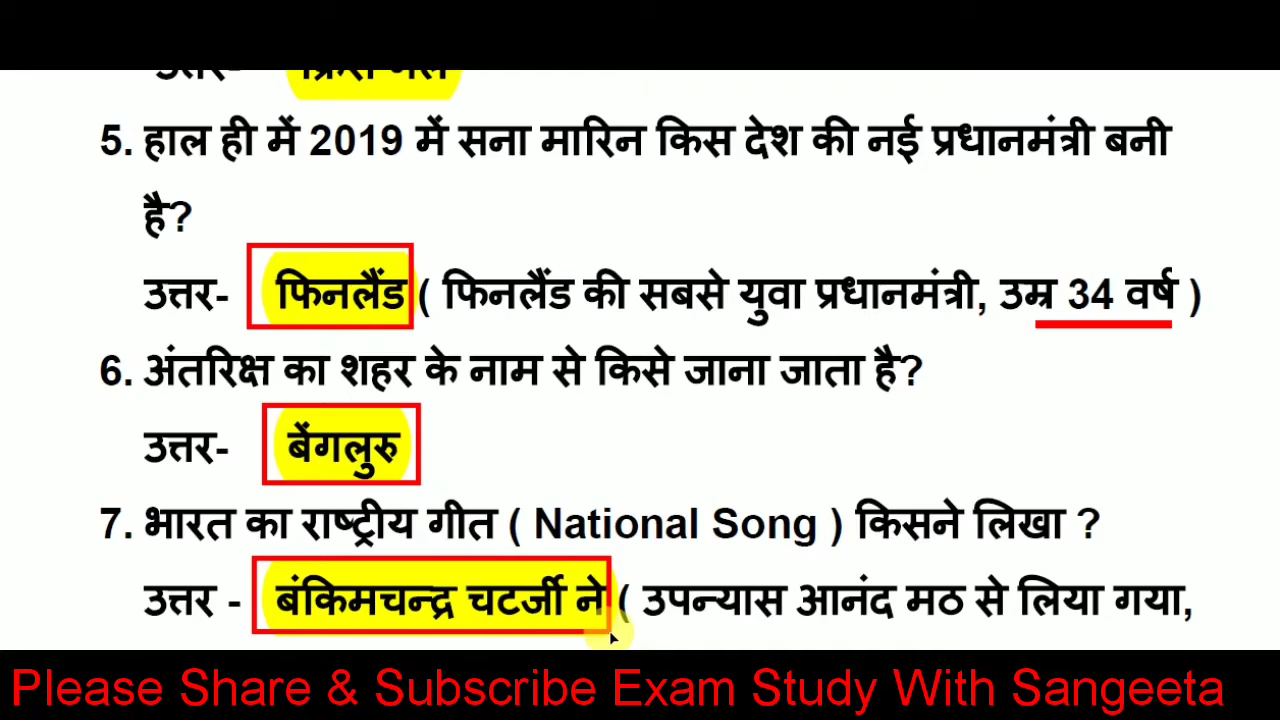 उत्तर-
5. हाल ही में 2019 में सना मारिन किस देश की नई प्रधानमंत्री बनी
है?
उत्तर- फिनलैंड ( फिनलैंड की सबसे युवा प्रधानमंत्री, उम्र 34 वर्ष )
6. अंतरिक्ष का शहर के नाम से किसे जाना जाता है?
उत्तर- बेंगलुरु
7. भारत का राष्ट्रीय गीत ( National Song ) किसने लिखा ?
उत्तर - बंकिमचन्द्र चटर्जी ने ( उपन्यास आनंद मठ से लिया गया,
Please Share & Subscribe Exam Study With Sangeeta